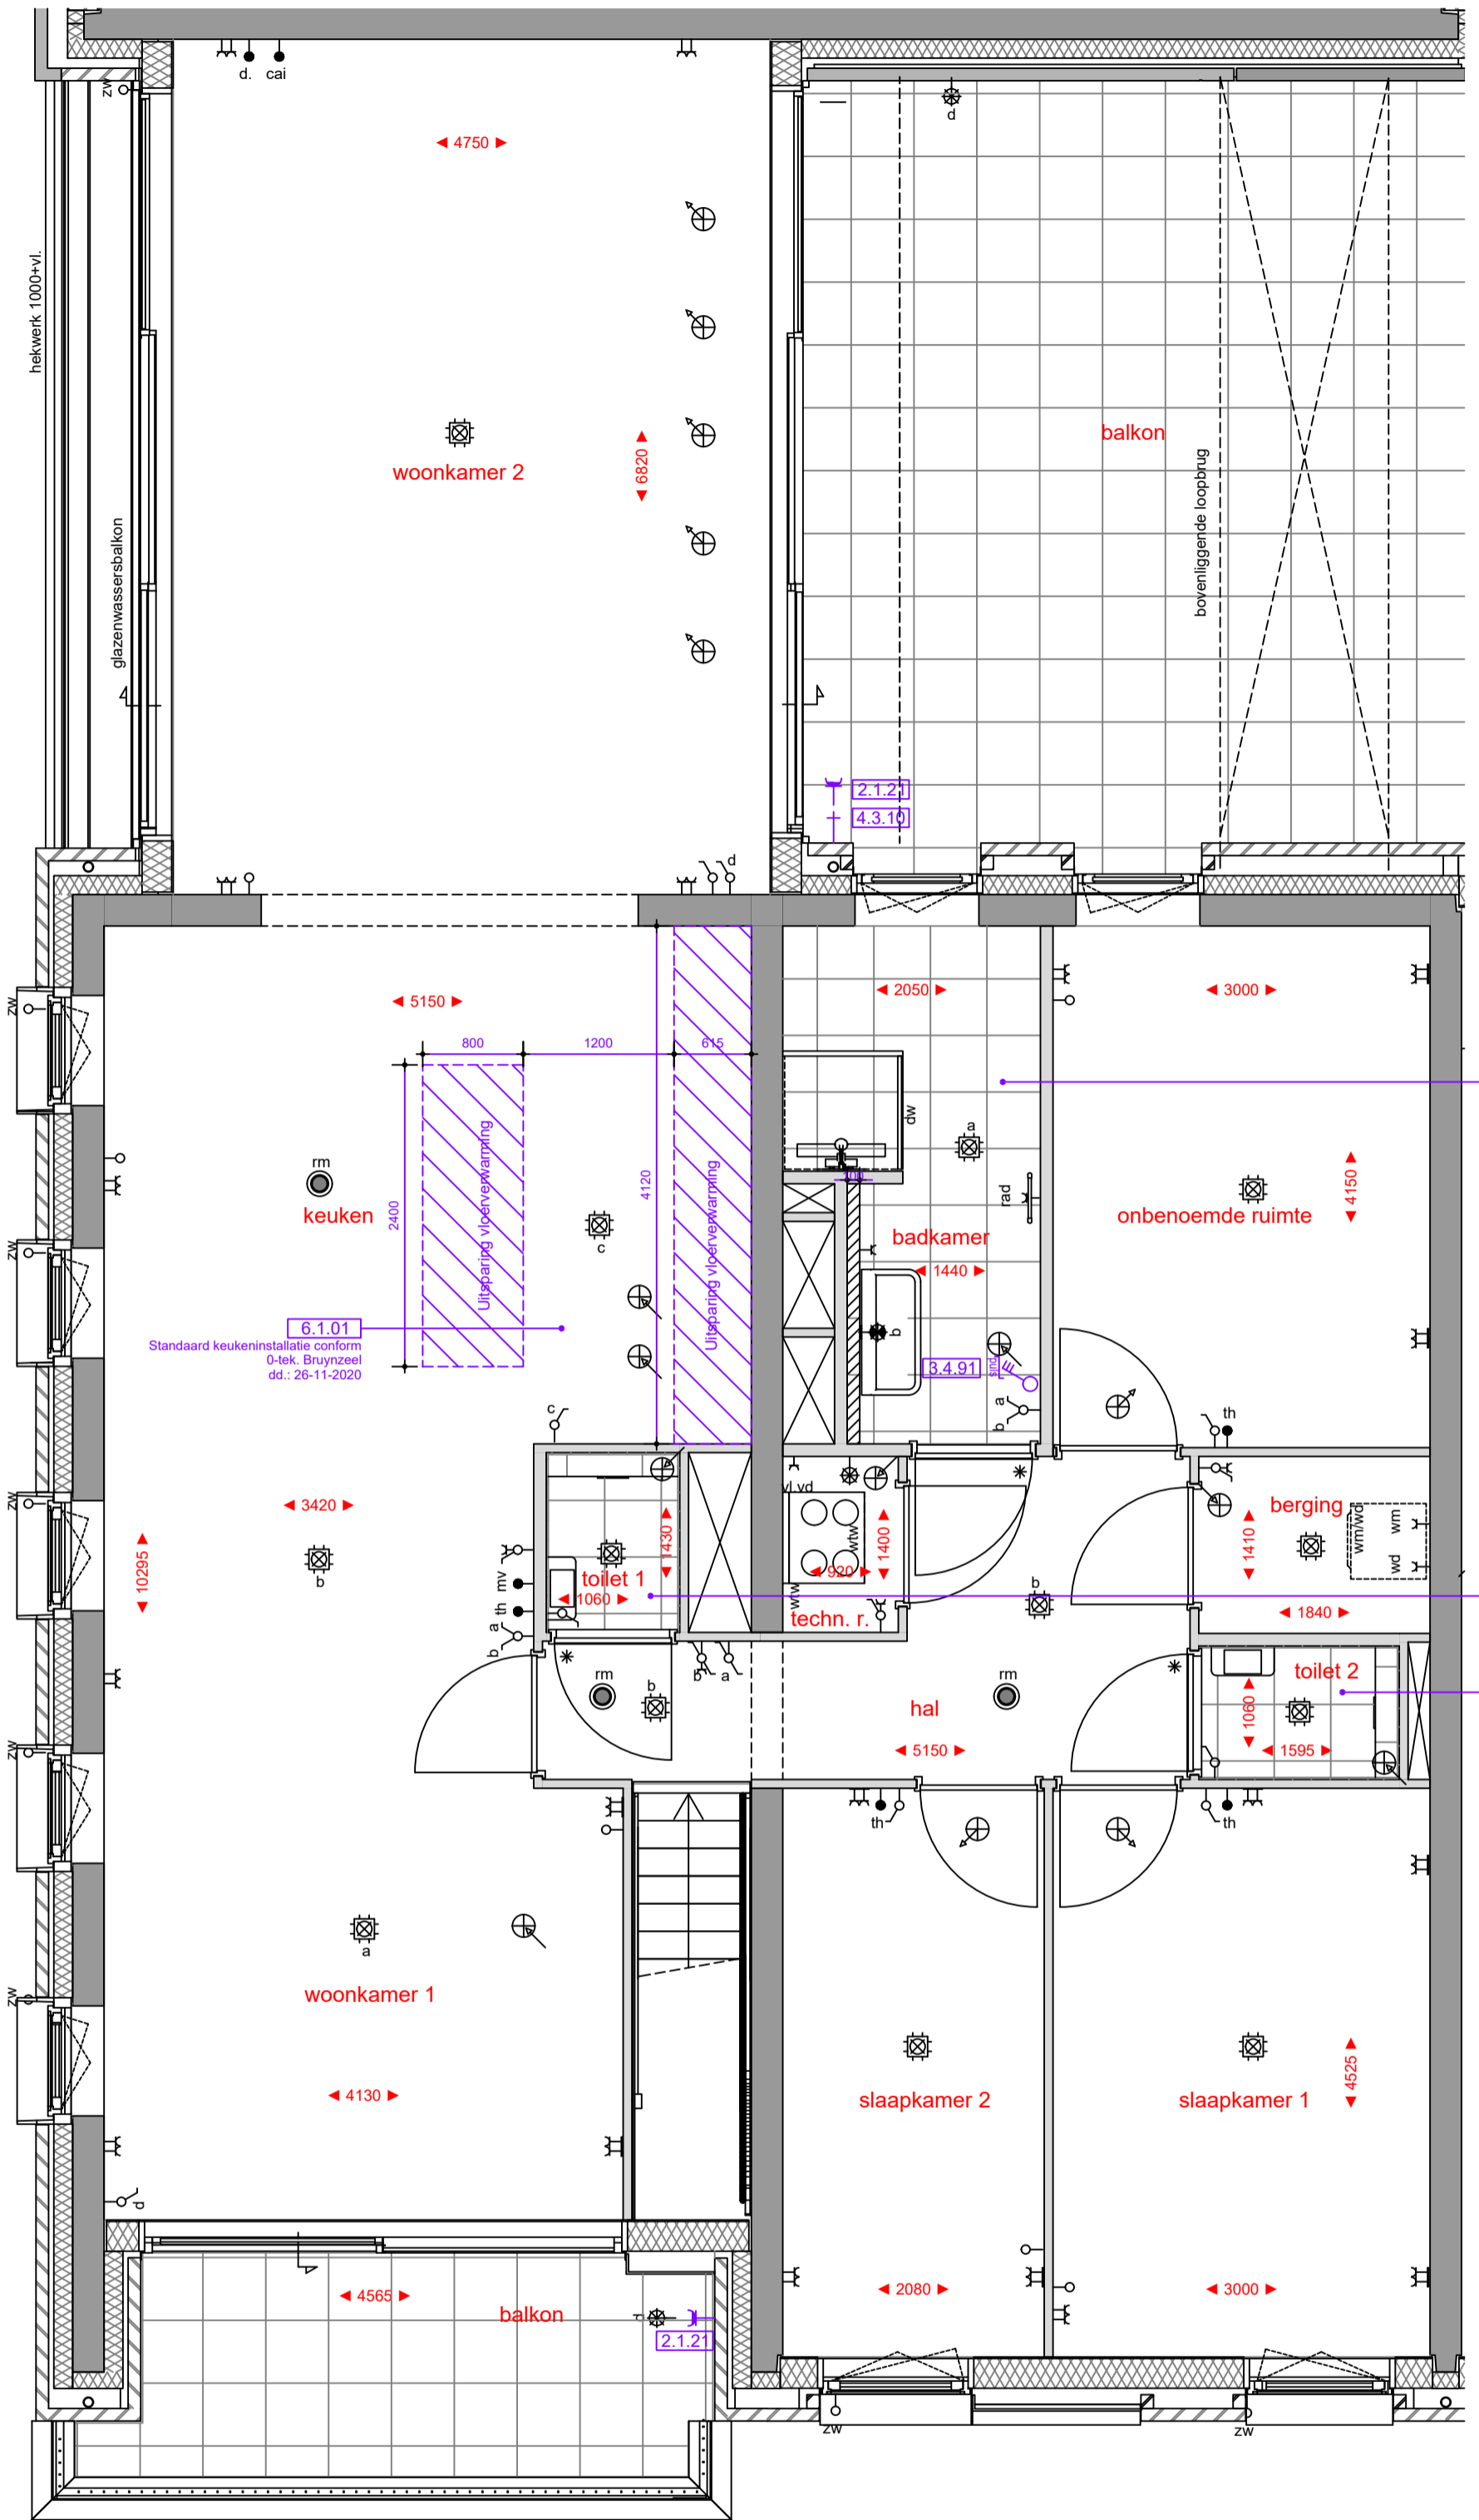 d.
cai
zw
4750
d
hekwerk 1000+vl.
glazenwassersbalkon
woonkamer 2
6820
balkon
bovenliggende loopbrug
2.1.21
4.3.10
d
zw
5150
2050
3000
800
1200
615
rm
keuken
2400
Uitsparing vloerverwarming
4120
Uitsparing vloerverwarming
c
dw
a
100
rad
badkamer
1440
onbenoemde ruimte
4150
zw
6.1.01
Standaard keukeninstallatie conform
0-tek. Bruynzeel
dd.: 26-11-2020
b
3.4.91
a
b
c
th
zw
3420
10295
b
mv
th
a
b
toilet 1
1430
1060
vl.vd
wtw
920
1400
techn. r.
b
berging
1410
wm/wd
wm
wd
1840
rm
b
b
a
rm
hal
5150
toilet 2
1060
1595
zw
th
th
a
woonkamer 1
4130
zw
slaapkamer 2
slaapkamer 1
4525
d
4565
balkon
2.1.21
2080
3000
zw
zw